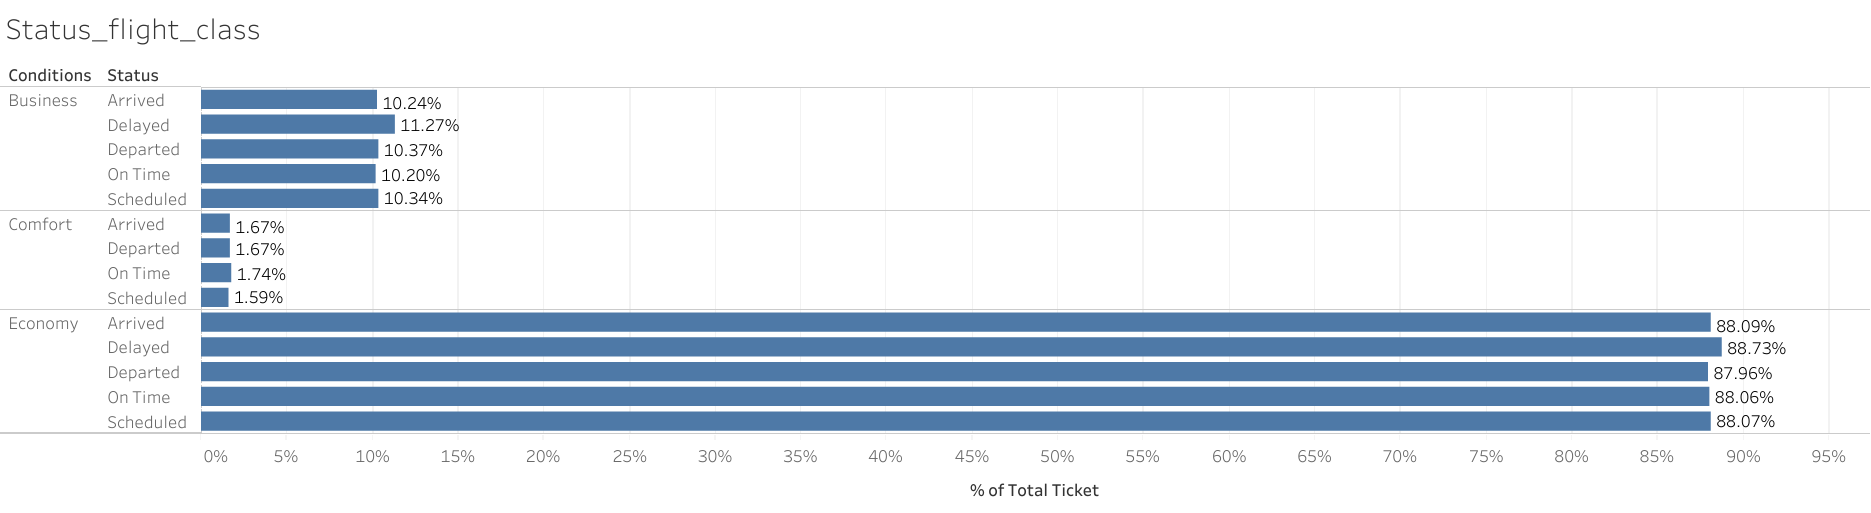 Status_flight_class
Conditions Status
Business Arrived 10.24%
Delayed 11.27%
Departed 10.37%
On Time 10.20%
Scheduled 10.34%
Comfort Arrived 1.67%
Departed 1.67%
On Time 1.74%
Scheduled 1.59%
Economy Arrived 88.09%
Delayed 88.73%
Departed 87.96%
On Time 88.06%
Scheduled 88.07%
0% 5% 10% 15% 20% 25% 30% 35% 40% 45% 50% 55% 60% 65% 70% 75% 80% 85% 90% 95%
% of Total Ticket